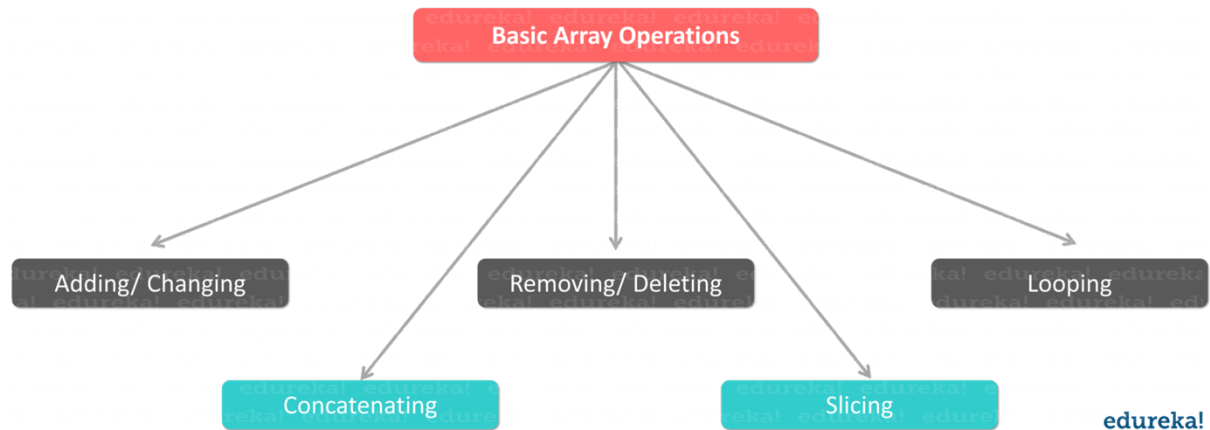 Basic Array Operations
Adding/ Changing
Removing/ Deleting
Looping
Concatenating
Slicing
edureka!